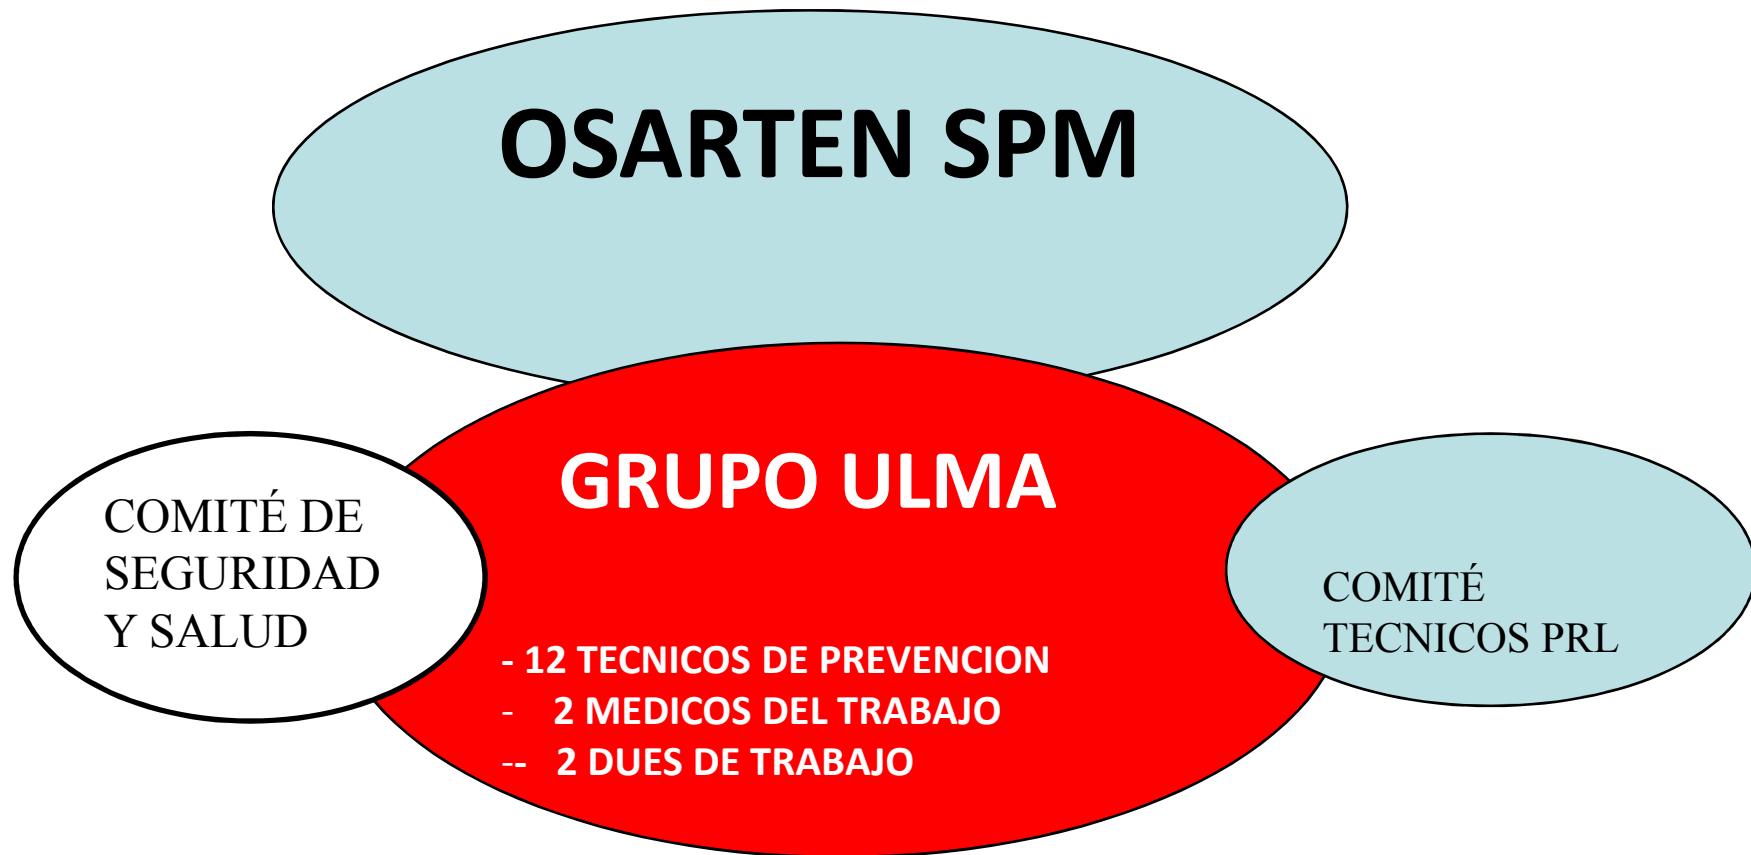 OSARTEN SPM
GRUPO ULMA
COMITÉ DE
SEGURIDAD
Y SALUD
- 12 TECNICOS DE PREVENCION
- 2 MEDICOS DEL TRABAJO
-- 2 DUES DE TRABAJO
COMITÉ
TECNICOS PRL